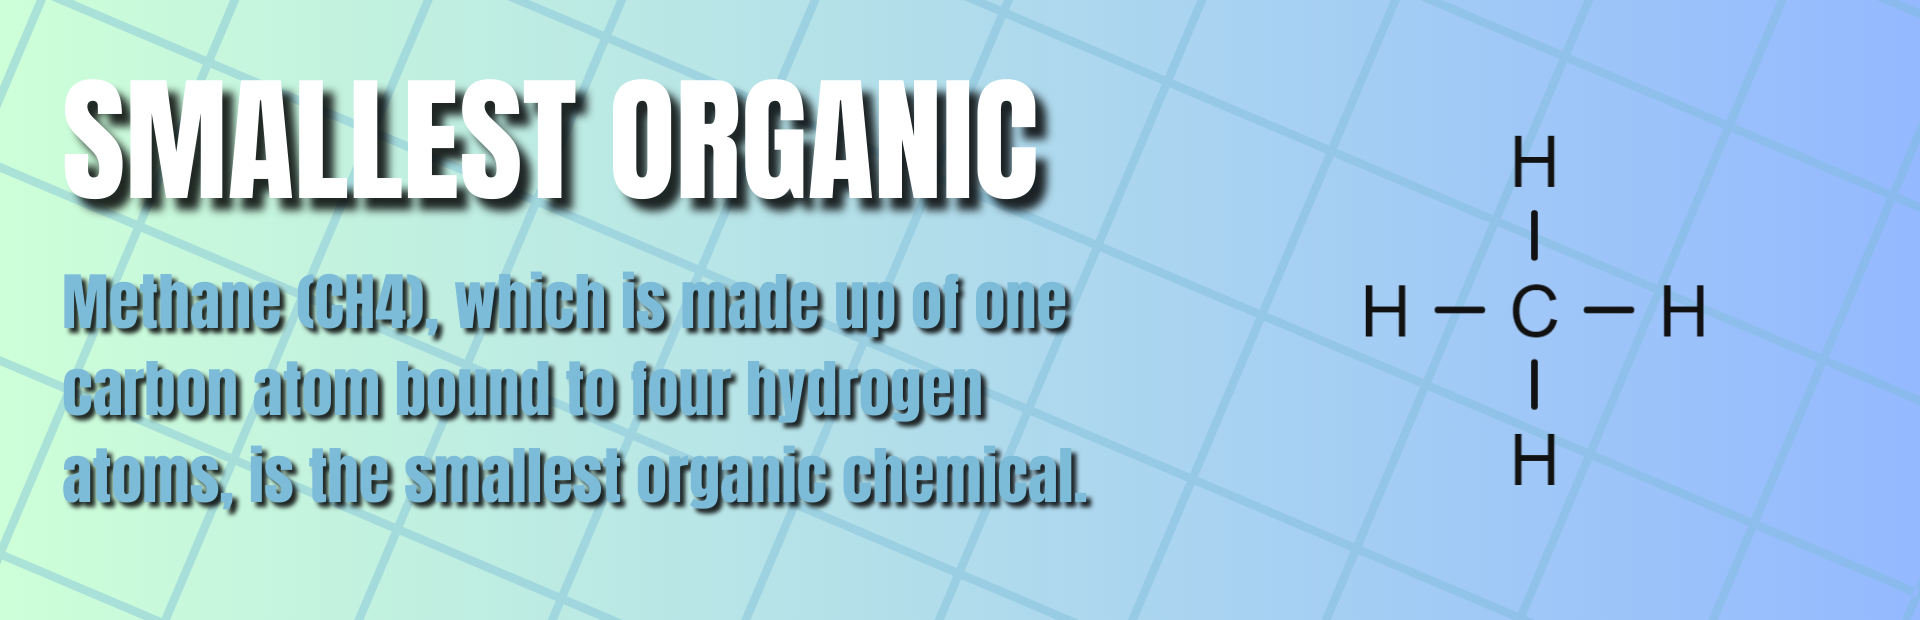 SMALLEST ORGANIC
Methane (CH4), which is made up of one
carbon atom bound to four hydrogen
atoms, is the smallest organic chemical.
H
H C H
H